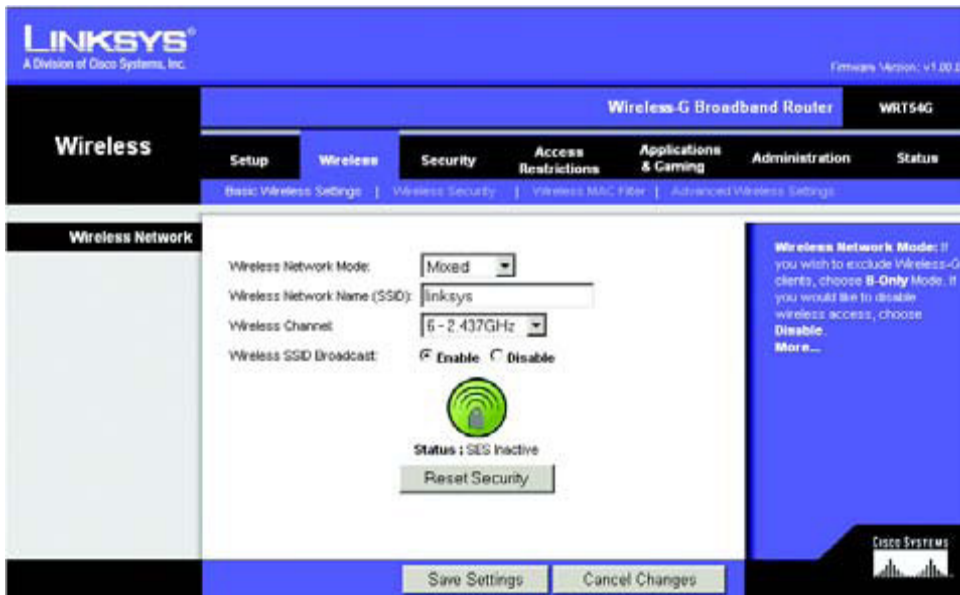 LINKSYS®
A Division of Cisco Systems, Inc.
Firmware Version: v1.00.
Wireless-G Broadband Router WRT54G
Wireless
Setup Wireless Security Access Restrictions Applications & Gaming Administration Status
Basic Wireless Settings | Wireless Security | Wireless MAC Filter | Advanced Wireless Settings
Wireless Network
Wireless Network Mode: Mixed
Wireless Network Name (SSID): linksys
Wireless Channel: 6 - 2.437GHz
Wireless SSID Broadcast: Enable Disable
Status : SES Inactive
Reset Security
Wireless Network Mode: If
you wish to exclude Wireless-G
clients, choose B-Only Mode. If
you would like to disable
wireless access, choose
Disable.
More...
CISCO SYSTEMS
Save Settings Cancel Changes